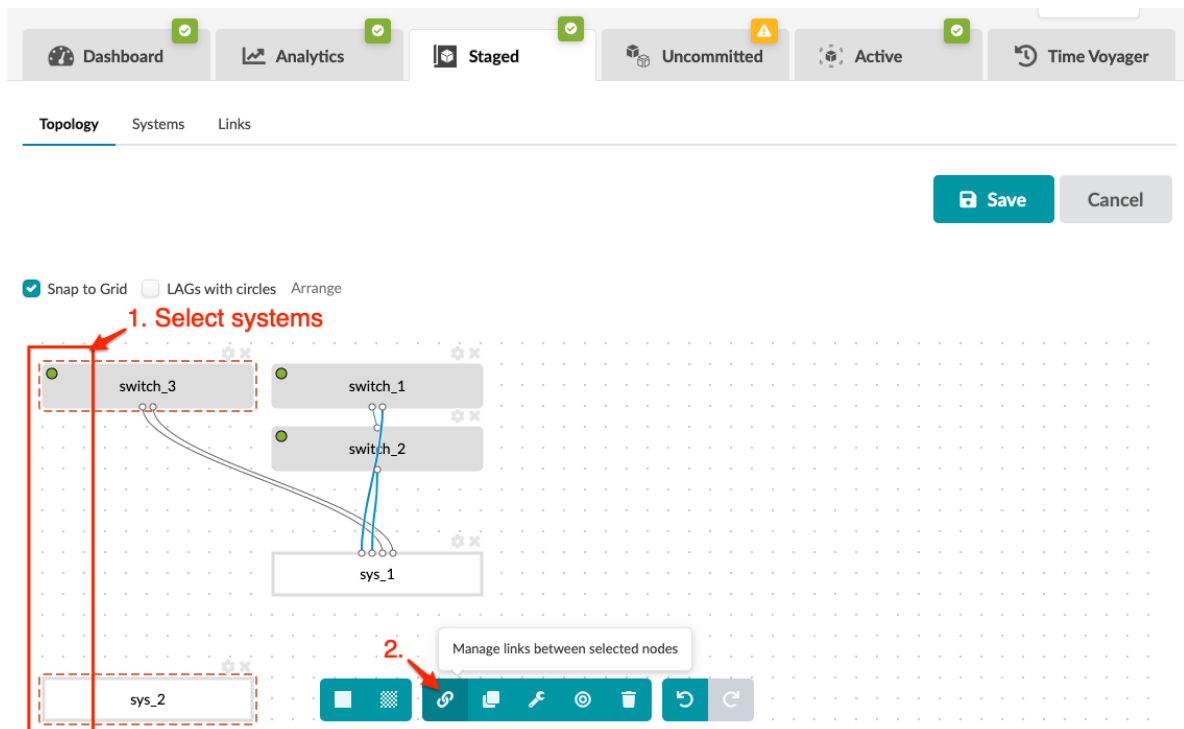 Dashboard Analytics Staged Uncommitted Active Time Voyager
Topology Systems Links
Save Cancel
Snap to Grid LAGs with circles Arrange
1. Select systems
switch_3 switch_1
switch_2
sys_1
2. Manage links between selected nodes
sys_2